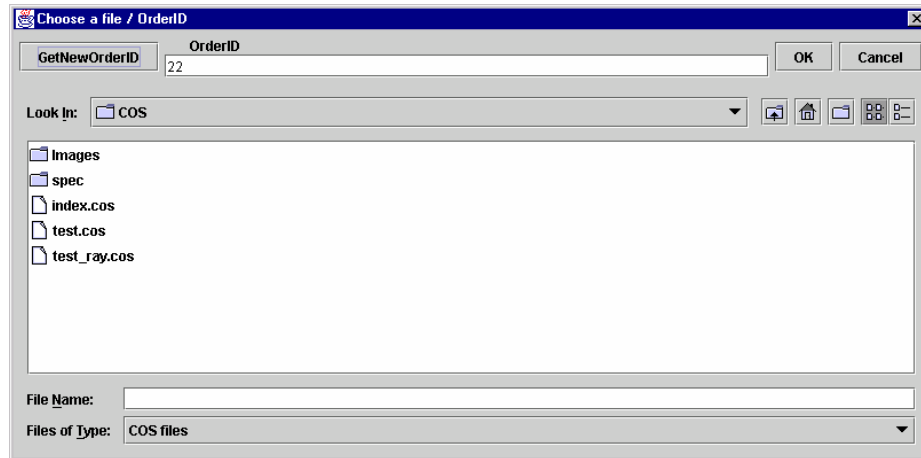 Choose a file / OrderID
OrderID
GetNewOrderID
22
OK
Cancel
Look In:
COS
Images
spec
index.cos
test.cos
test_ray.cos
File Name:
Files of Type:
COS files